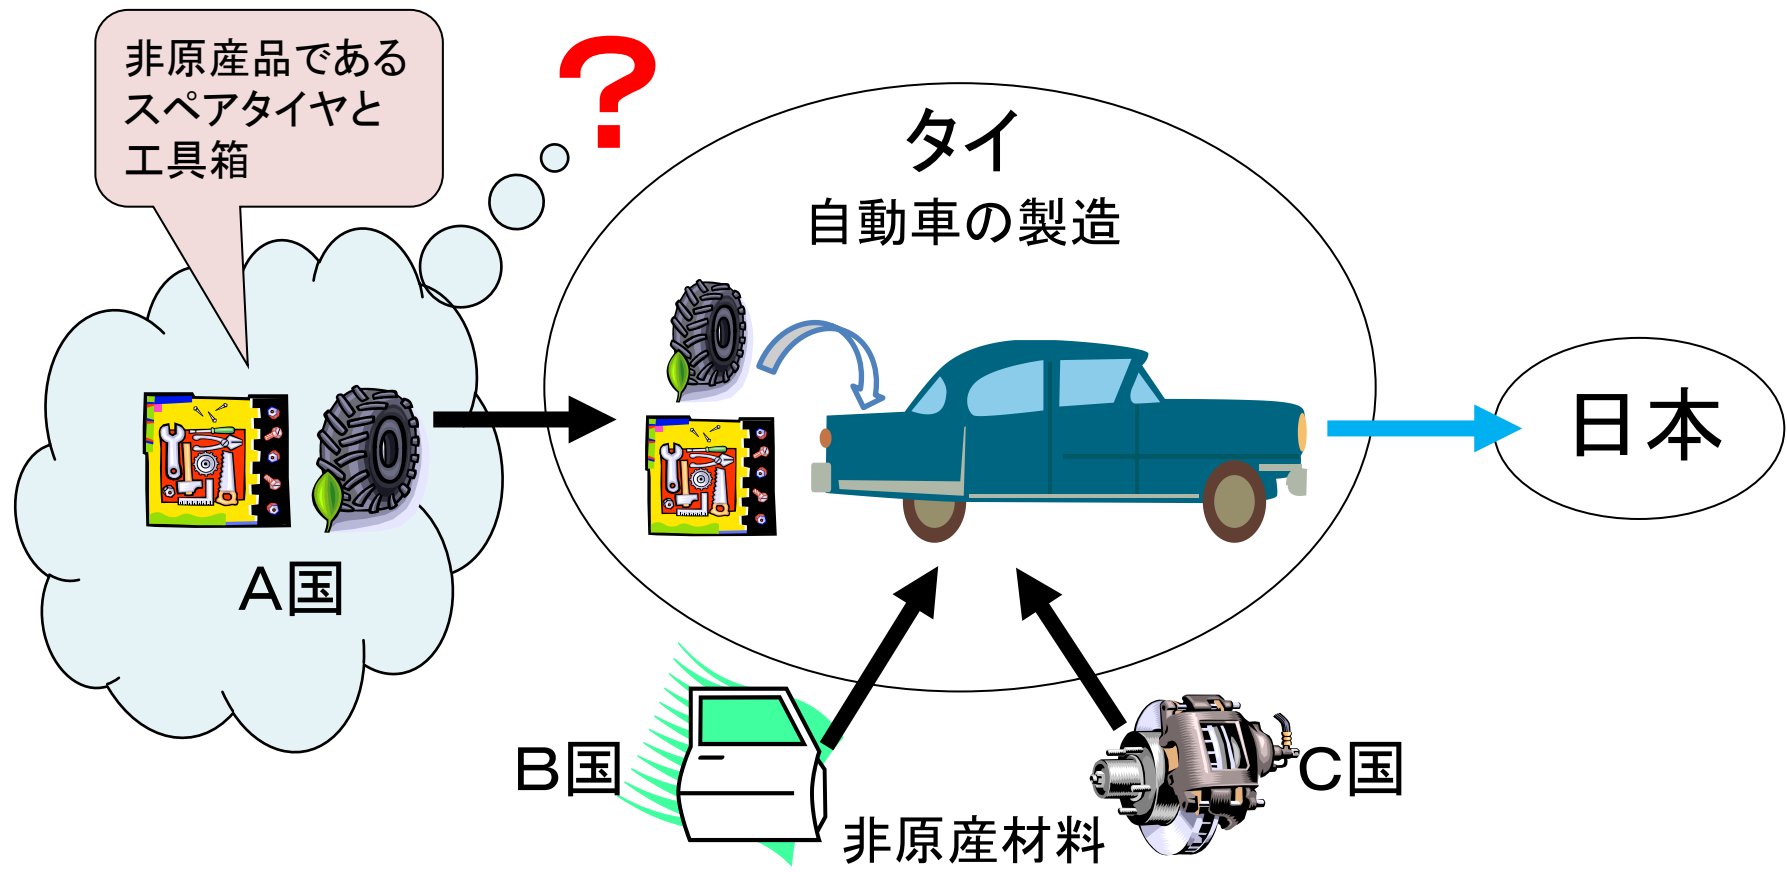 非原産品である
スペアタイヤと
工具箱
？
タイ
自動車の製造
日本
Ａ国
Ｂ国
Ｃ国
非原産材料